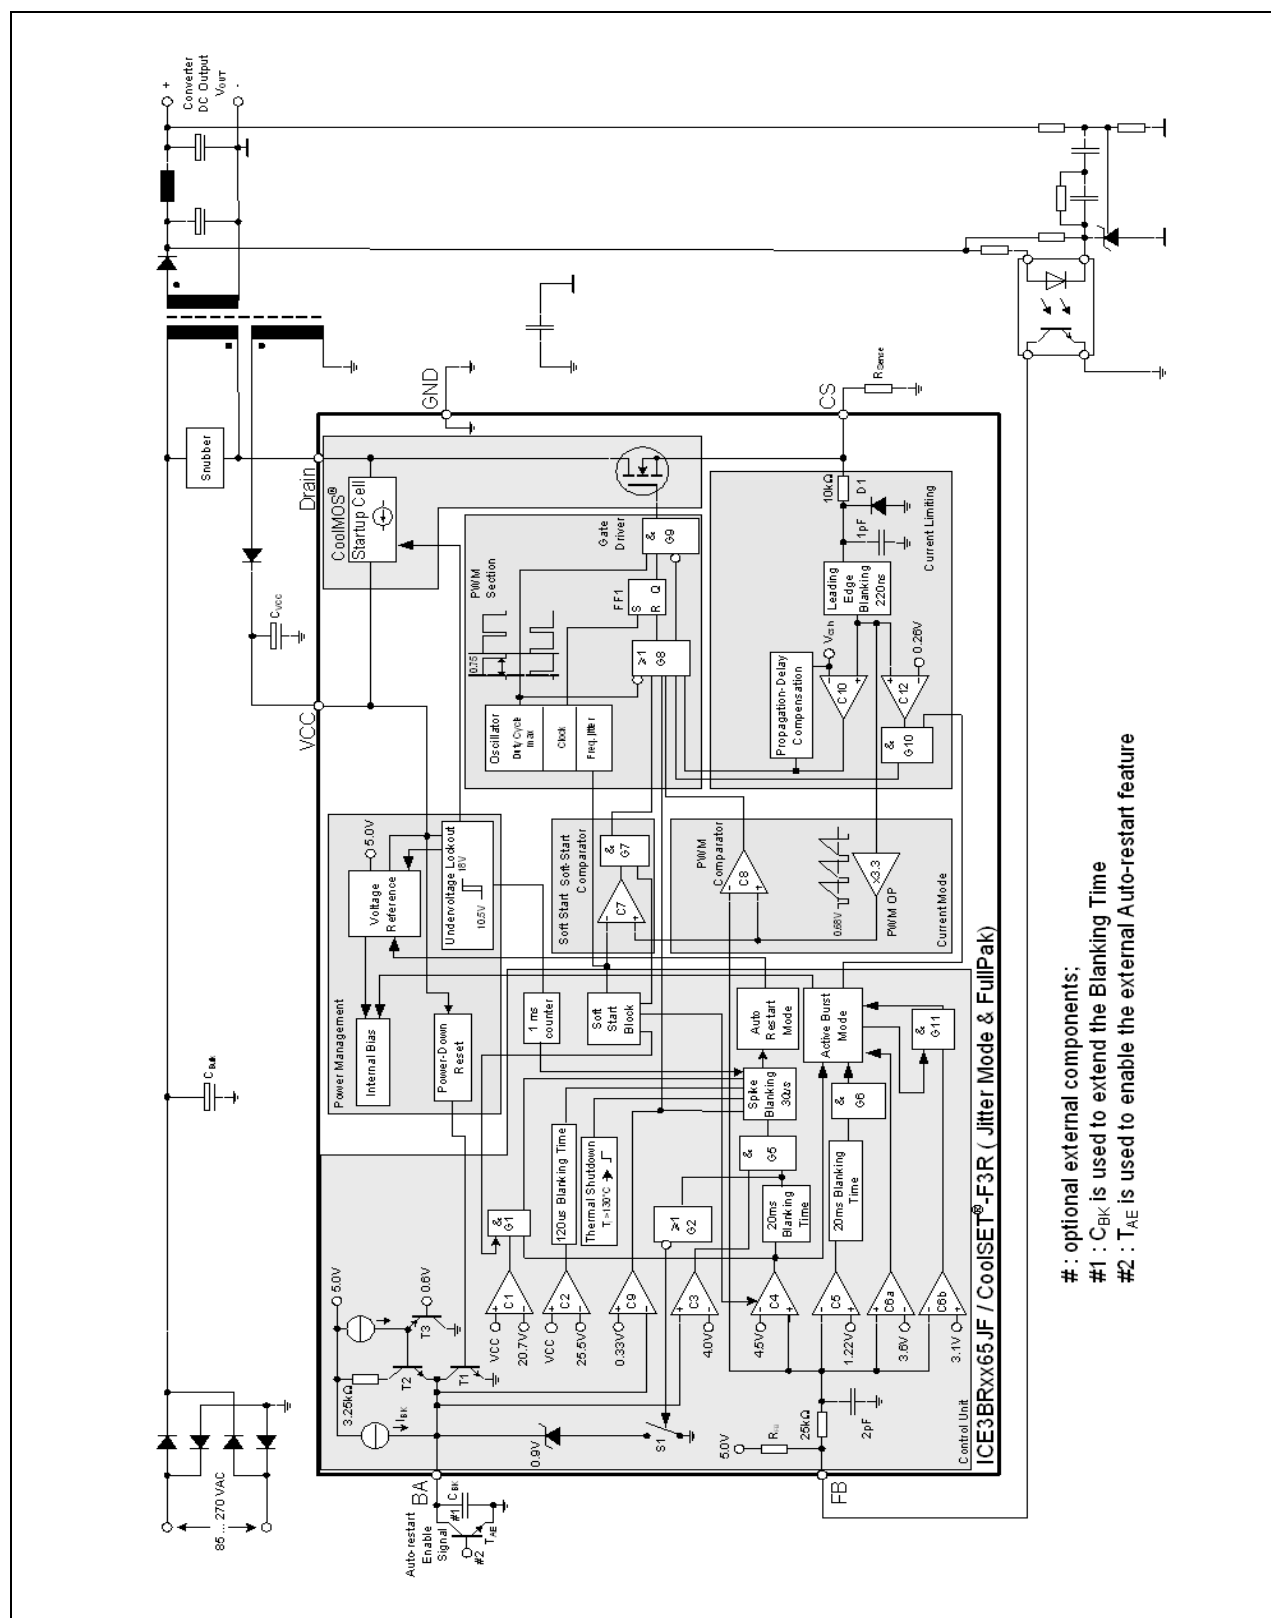 85 ... 270 VAC
C Bulk
Snubber
+
Converter
DC Output
VOUT
-
CVCC
VCC
Drain
GND
CS
RSense
Power Management
Internal Bias
Voltage
Reference
5.0V
Power-Down
Reset
Undervoltage Lockout
18V
10.5V
CoolMOS®
Startup Cell
PWM
Section
0.75
Oscillator
Duty Cycle
max
Clock
Freq. jitter
FF1
S
R
Q
Gate
Driver
&
G9
≥1
G8
1 ms
counter
Soft
Start
Block
Soft Start
Soft-Start
Comparator
C7
&
G7
5.0V
3.25kΩ
IBK
T2
T3
0.6V
T1
0.9V
S1
BA
#1
CBK
Auto-restart
Enable
Signal
#2
TAE
VCC
20.7V
C1
&
G1
VCC
25.5V
C2
120us Blanking Time
Thermal Shutdown
Tj >130°C
0.33V
C9
4.0V
C3
≥1
G2
4.5V
C4
20ms
Blanking
Time
&
G5
Spike
Blanking
30us
Auto
Restart
Mode
1.22V
C5
20ms Blanking
Time
&
G6
Active Burst
Mode
3.6V
C6a
3.1V
C6b
&
G11
5.0V
25kΩ
2pF
FB
Control Unit
PWM
Comparator
C8
0.68V
x3.3
PWM OP
Current Mode
Propagation-Delay
Compensation
Vcsth
C10
C12
0.26V
&
G10
Leading
Edge
Blanking
220ns
10kΩ
D1
1pF
Current Limiting
ICE3BRxx65JF / CoolSET®-F3R ( Jitter Mode & FullPak)
# : optional external components;
#1 : CBK is used to extend the Blanking Time
#2 : TAE is used to enable the external Auto-restart feature